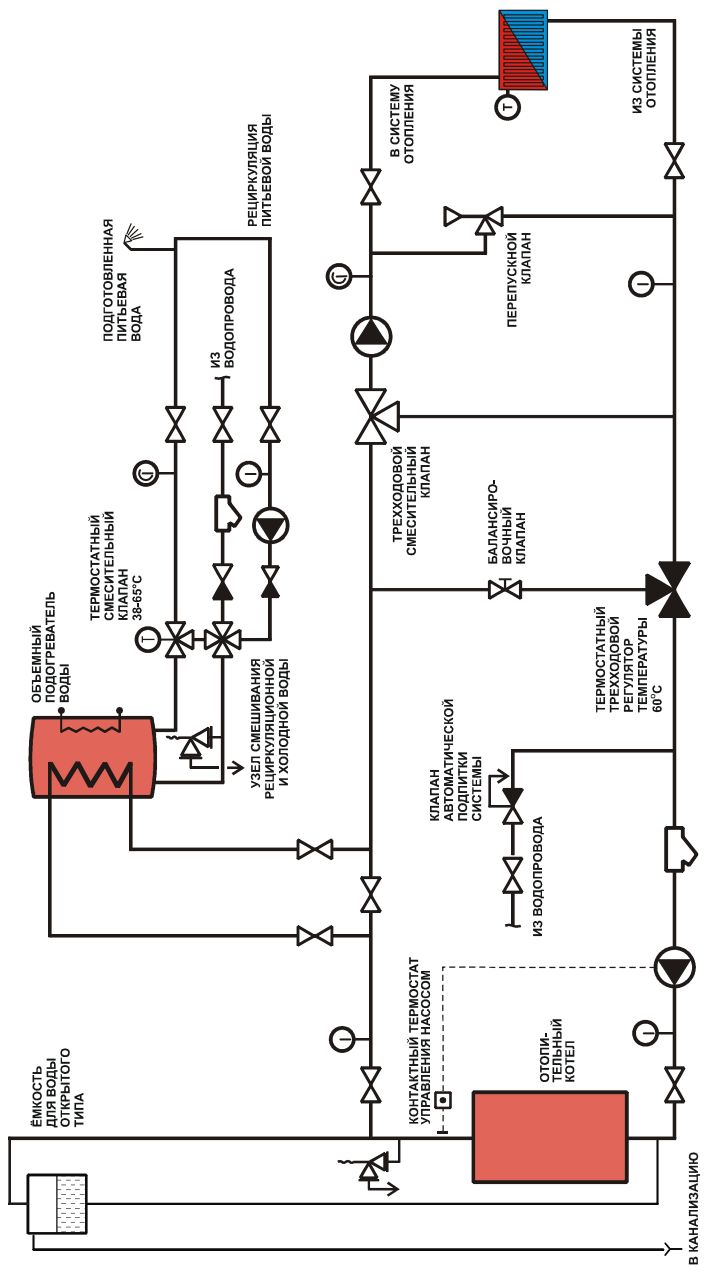 ЁМКОСТЬ
ДЛЯ ВОДЫ
ОТКРЫТОГО
ТИПА
ОБЪЕМНЫЙ
ПОДОГРЕВАТЕЛЬ
ВОДЫ
ТЕРМОСТАТНЫЙ
СМЕСИТЕЛЬНЫЙ
КЛАПАН
38-65°C
T
ПОДГОТОВЛЕННАЯ
ПИТЬЕВАЯ
ВОДА
ИЗ
ВОДОПРОВОДА
РЕЦИРКУЛЯЦИЯ
ПИТЬЕВОЙ ВОДЫ
УЗЕЛ СМЕШИВАНИЯ
РЕЦИРКУЛЯЦИОННОЙ
И ХОЛОДНОЙ ВОДЫ
КОНТАКТНЫЙ ТЕРМОСТАТ
УПРАВЛЕНИЯ НАСОСОМ
КЛАПАН
АВТОМАТИЧЕСКОЙ
ПОДПИТКИ
СИСТЕМЫ
ТРЕХХОДОВОЙ
СМЕСИТЕЛЬНЫЙ
КЛАПАН
В СИСТЕМУ
ОТОПЛЕНИЯ
БАЛАНСИРО-
ВОЧНЫЙ
КЛАПАН
ПЕРЕПУСКНОЙ
КЛАПАН
T
ОТОПИ-
ТЕЛЬНЫЙ
КОТЕЛ
ИЗ ВОДОПРОВОДА
ТЕРМОСТАТНЫЙ
ТРЕХХОДОВОЙ
РЕГУЛЯТОР
ТЕМПЕРАТУРЫ
60°C
ИЗ СИСТЕМЫ
ОТОПЛЕНИЯ
В КАНАЛИЗАЦИЮ